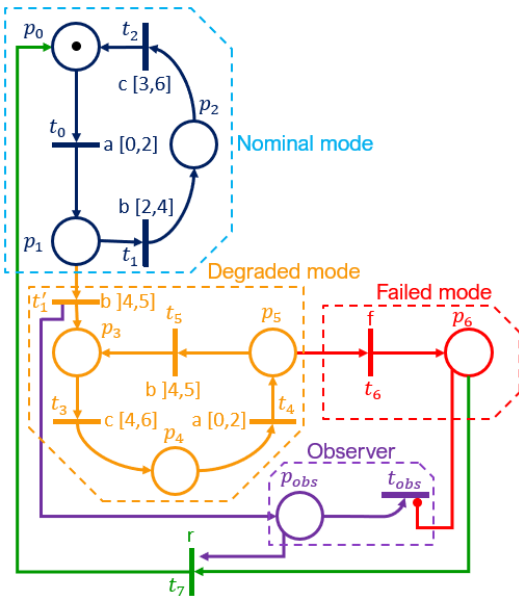 p0
t2
c [3,6]
p2
t0
a [0,2]
Nominal mode
b [2,4]
p1
t1
Degraded mode
t'1
b ]4,5]
p3
t5
p5
Failed mode
f
p6
b ]4,5]
t6
t3
c [4,6]
a [0,2]
t4
p4
Observer
pobs
tobs
r
t7